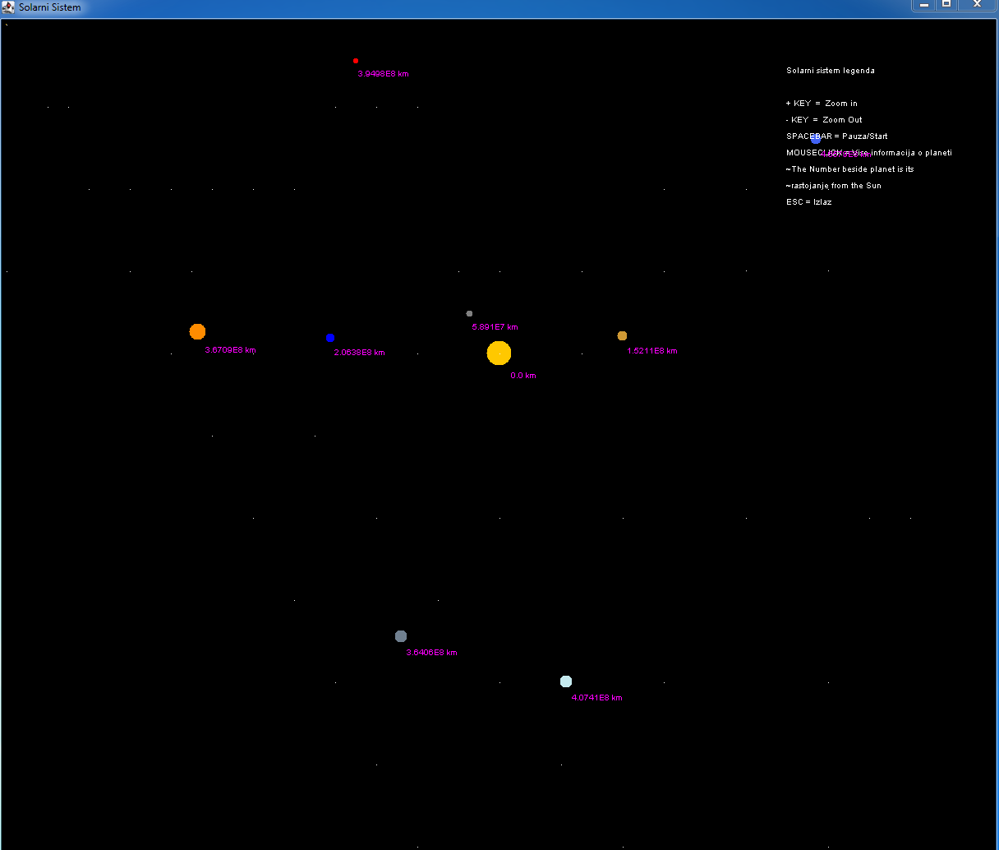 Solarni Sistem
3.9498E8 km
Solarni sistem legenda
+ KEY = Zoom in
- KEY = Zoom Out
SPACEBAR = Pauza/Start
MOUSECLICK = Vise informacija o planeti
~The Number beside planet is its
~rastojanje from the Sun
ESC = Izlaz
5.891E7 km
3.6709E8 km
2.0638E8 km
1.5211E8 km
0.0 km
3.6406E8 km
4.0741E8 km